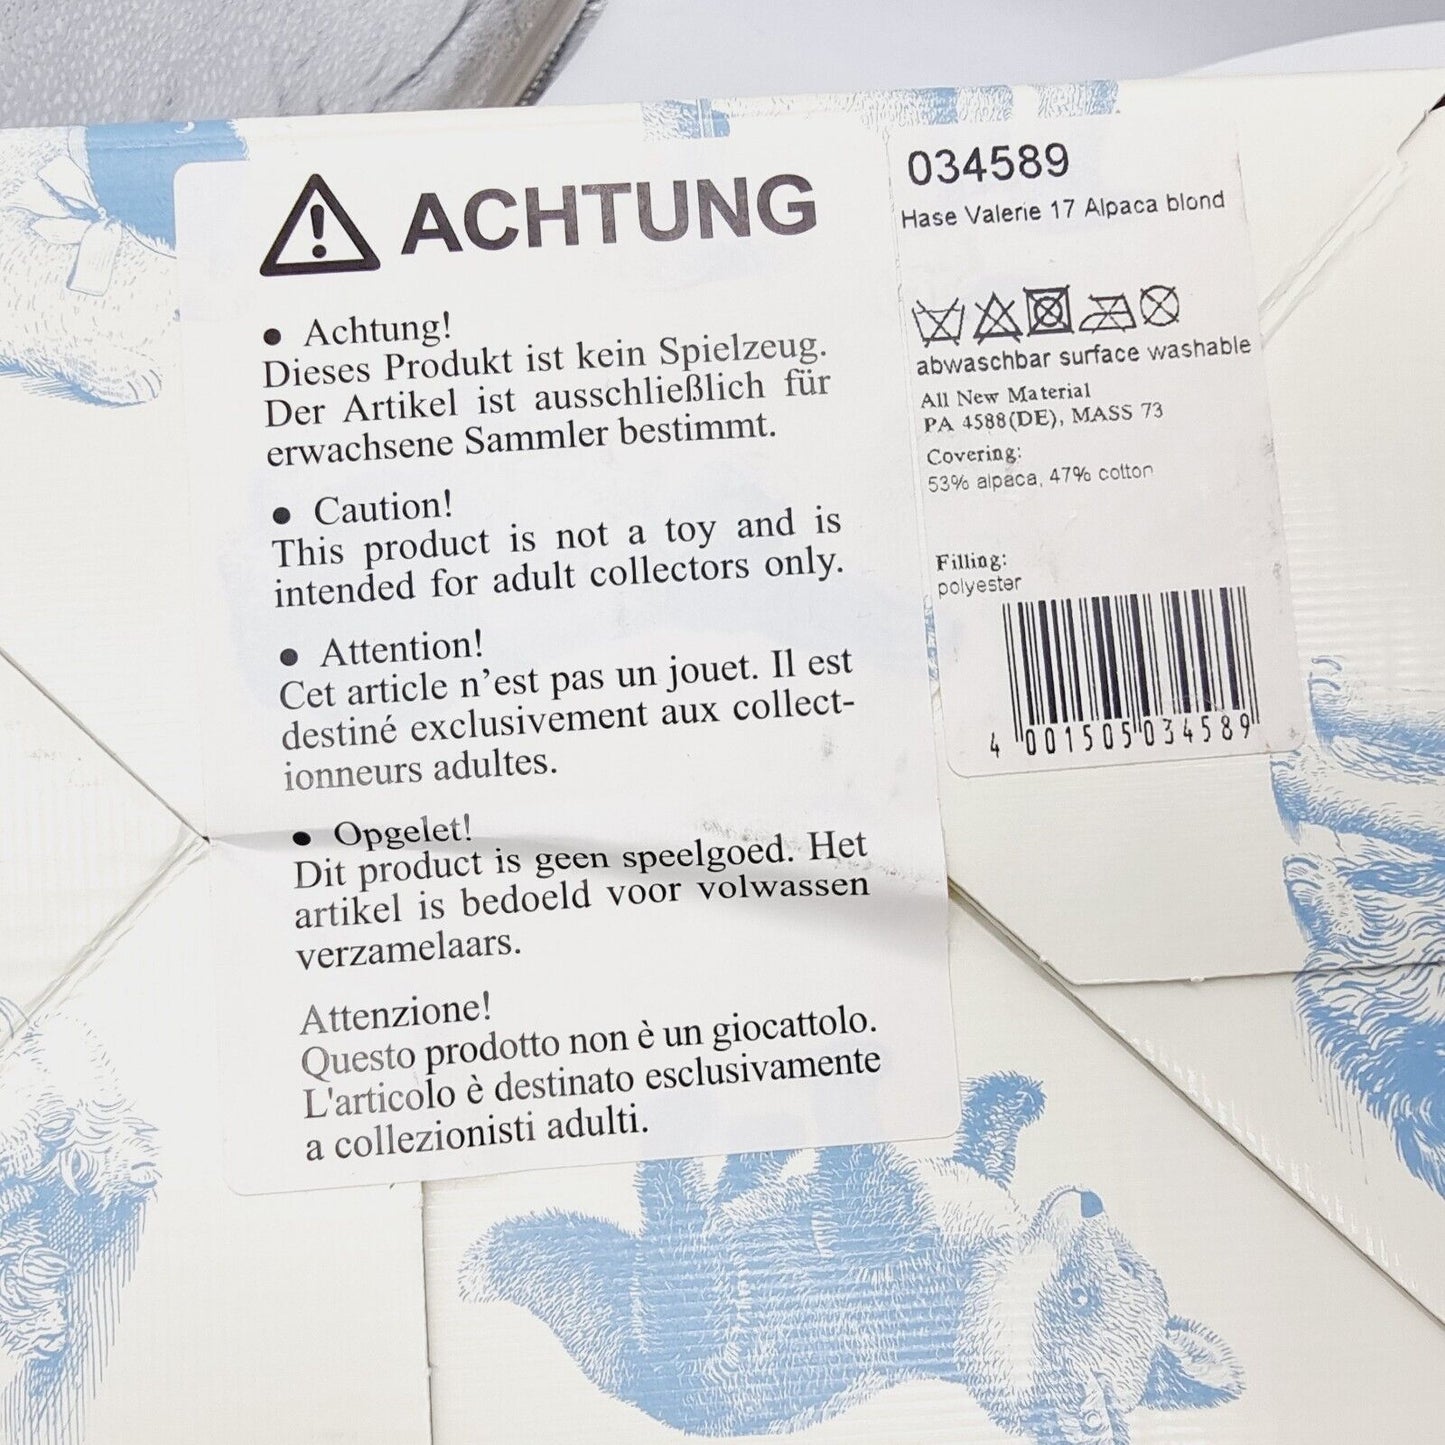 ACHTUNG
● Achtung!
Dieses Produkt ist kein Spielzeug.
Der Artikel ist ausschließlich für
erwachsene Sammler bestimmt.
● Caution!
This product is not a toy and is
intended for adult collectors only.
● Attention!
Cet article n’est pas un jouet. Il est
destiné exclusivement aux collect-
ionneurs adultes.
● Opgelet!
Dit product is geen speelgoed. Het
artikel is bedoeld voor volwassen
verzamelaars.
Attenzione!
Questo prodotto non è un giocattolo.
L'articolo è destinato esclusivamente
a collezionisti adulti.
034589
Hase Valerie 17 Alpaca blond
abwaschbar surface washable
All New Material
PA 4588(DE), MASS 73
Covering:
53% alpaca, 47% cotton
Filling:
polyester
4 001505 034589